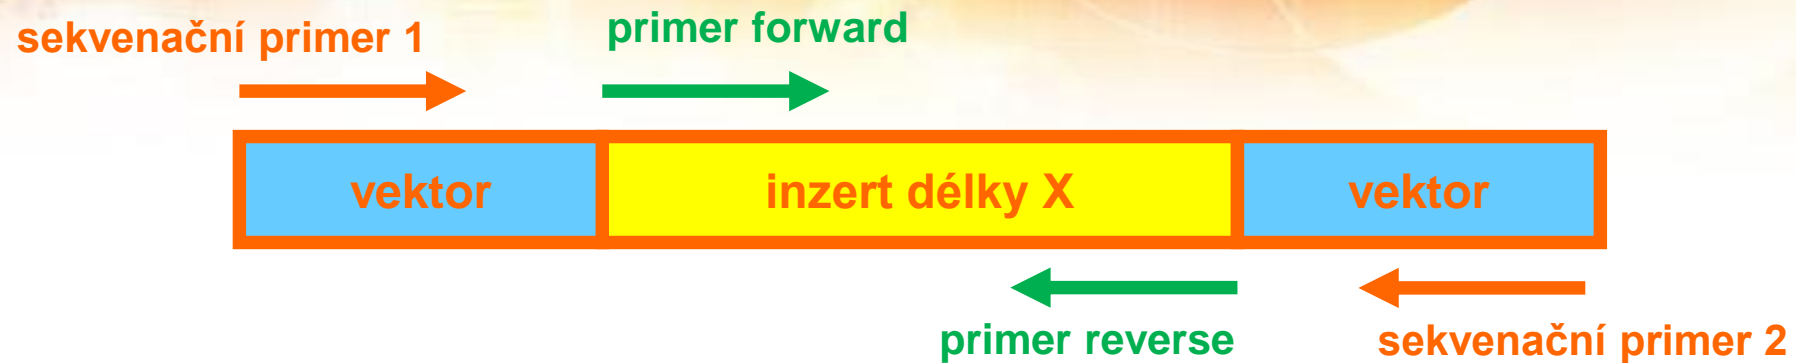 sekvenační primer 1
primer forward
vektor
inzert délky X
vektor
primer reverse
sekvenační primer 2